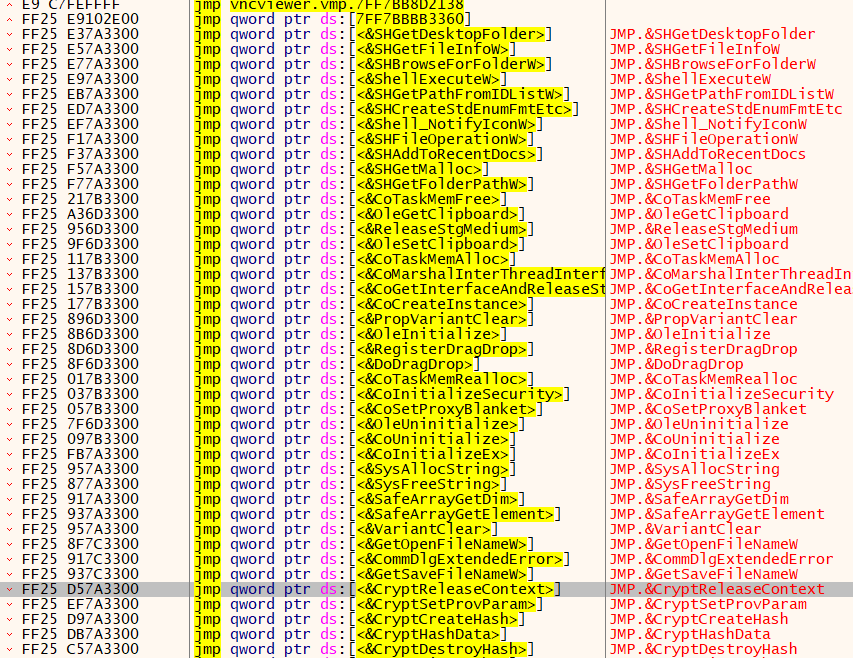 E9 C7FEFFFF jmp vncviewer.vmp.7FF7BB8D2138
FF25 E9102E00 jmp qword ptr ds:[7FF7BBBB3360]
FF25 E37A3300 jmp qword ptr ds:[<&SHGetDesktopFolder>] JMP.&SHGetDesktopFolder
FF25 E57A3300 jmp qword ptr ds:[<&SHGetFileInfoW>] JMP.&SHGetFileInfoW
FF25 E77A3300 jmp qword ptr ds:[<&SHBrowseForFolderW>] JMP.&SHBrowseForFolderW
FF25 E97A3300 jmp qword ptr ds:[<&ShellExecuteW>] JMP.&ShellExecuteW
FF25 EB7A3300 jmp qword ptr ds:[<&SHGetPathFromIDListW>] JMP.&SHGetPathFromIDListW
FF25 ED7A3300 jmp qword ptr ds:[<&SHCreateStdEnumFmtEtc>] JMP.&SHCreateStdEnumFmtEtc
FF25 EF7A3300 jmp qword ptr ds:[<&Shell_NotifyIconW>] JMP.&Shell_NotifyIconW
FF25 F17A3300 jmp qword ptr ds:[<&SHFileOperationW>] JMP.&SHFileOperationW
FF25 F37A3300 jmp qword ptr ds:[<&SHAddToRecentDocs>] JMP.&SHAddToRecentDocs
FF25 F57A3300 jmp qword ptr ds:[<&SHGetMalloc>] JMP.&SHGetMalloc
FF25 F77A3300 jmp qword ptr ds:[<&SHGetFolderPathW>] JMP.&SHGetFolderPathW
FF25 217B3300 jmp qword ptr ds:[<&CoTaskMemFree>] JMP.&CoTaskMemFree
FF25 A36D3300 jmp qword ptr ds:[<&OleGetClipboard>] JMP.&OleGetClipboard
FF25 956D3300 jmp qword ptr ds:[<&ReleaseStgMedium>] JMP.&ReleaseStgMedium
FF25 9F6D3300 jmp qword ptr ds:[<&OleSetClipboard>] JMP.&OleSetClipboard
FF25 117B3300 jmp qword ptr ds:[<&CoTaskMemAlloc>] JMP.&CoTaskMemAlloc
FF25 137B3300 jmp qword ptr ds:[<&CoMarshalInterThreadInterf JMP.&CoMarshalInterThreadIn
FF25 157B3300 jmp qword ptr ds:[<&CoGetInterfaceAndReleaseSt JMP.&CoGetInterfaceAndRelea
FF25 177B3300 jmp qword ptr ds:[<&CoCreateInstance>] JMP.&CoCreateInstance
FF25 896D3300 jmp qword ptr ds:[<&PropVariantClear>] JMP.&PropVariantClear
FF25 8B6D3300 jmp qword ptr ds:[<&OleInitialize>] JMP.&OleInitialize
FF25 8D6D3300 jmp qword ptr ds:[<&RegisterDragDrop>] JMP.&RegisterDragDrop
FF25 8F6D3300 jmp qword ptr ds:[<&DoDragDrop>] JMP.&DoDragDrop
FF25 017B3300 jmp qword ptr ds:[<&CoTaskMemRealloc>] JMP.&CoTaskMemRealloc
FF25 037B3300 jmp qword ptr ds:[<&CoInitializeSecurity>] JMP.&CoInitializeSecurity
FF25 057B3300 jmp qword ptr ds:[<&CoSetProxyBlanket>] JMP.&CoSetProxyBlanket
FF25 7F6D3300 jmp qword ptr ds:[<&OleUninitialize>] JMP.&OleUninitialize
FF25 097B3300 jmp qword ptr ds:[<&CoUninitialize>] JMP.&CoUninitialize
FF25 FB7A3300 jmp qword ptr ds:[<&CoInitializeEx>] JMP.&CoInitializeEx
FF25 957A3300 jmp qword ptr ds:[<&SysAllocString>] JMP.&SysAllocString
FF25 877A3300 jmp qword ptr ds:[<&SysFreeString>] JMP.&SysFreeString
FF25 917A3300 jmp qword ptr ds:[<&SafeArrayGetDim>] JMP.&SafeArrayGetDim
FF25 937A3300 jmp qword ptr ds:[<&SafeArrayGetElement>] JMP.&SafeArrayGetElement
FF25 957A3300 jmp qword ptr ds:[<&VariantClear>] JMP.&VariantClear
FF25 8F7C3300 jmp qword ptr ds:[<&GetOpenFileNameW>] JMP.&GetOpenFileNameW
FF25 917C3300 jmp qword ptr ds:[<&CommDlgExtendedError>] JMP.&CommDlgExtendedError
FF25 937C3300 jmp qword ptr ds:[<&GetSaveFileNameW>] JMP.&GetSaveFileNameW
FF25 D57A3300 jmp qword ptr ds:[<&CryptReleaseContext>] JMP.&CryptReleaseContext
FF25 EF7A3300 jmp qword ptr ds:[<&CryptSetProvParam>] JMP.&CryptSetProvParam
FF25 D97A3300 jmp qword ptr ds:[<&CryptCreateHash>] JMP.&CryptCreateHash
FF25 DB7A3300 jmp qword ptr ds:[<&CryptHashData>] JMP.&CryptHashData
FF25 C57A3300 jmp qword ptr ds:[<&CryptDestroyHash>] JMP.&CryptDestroyHash